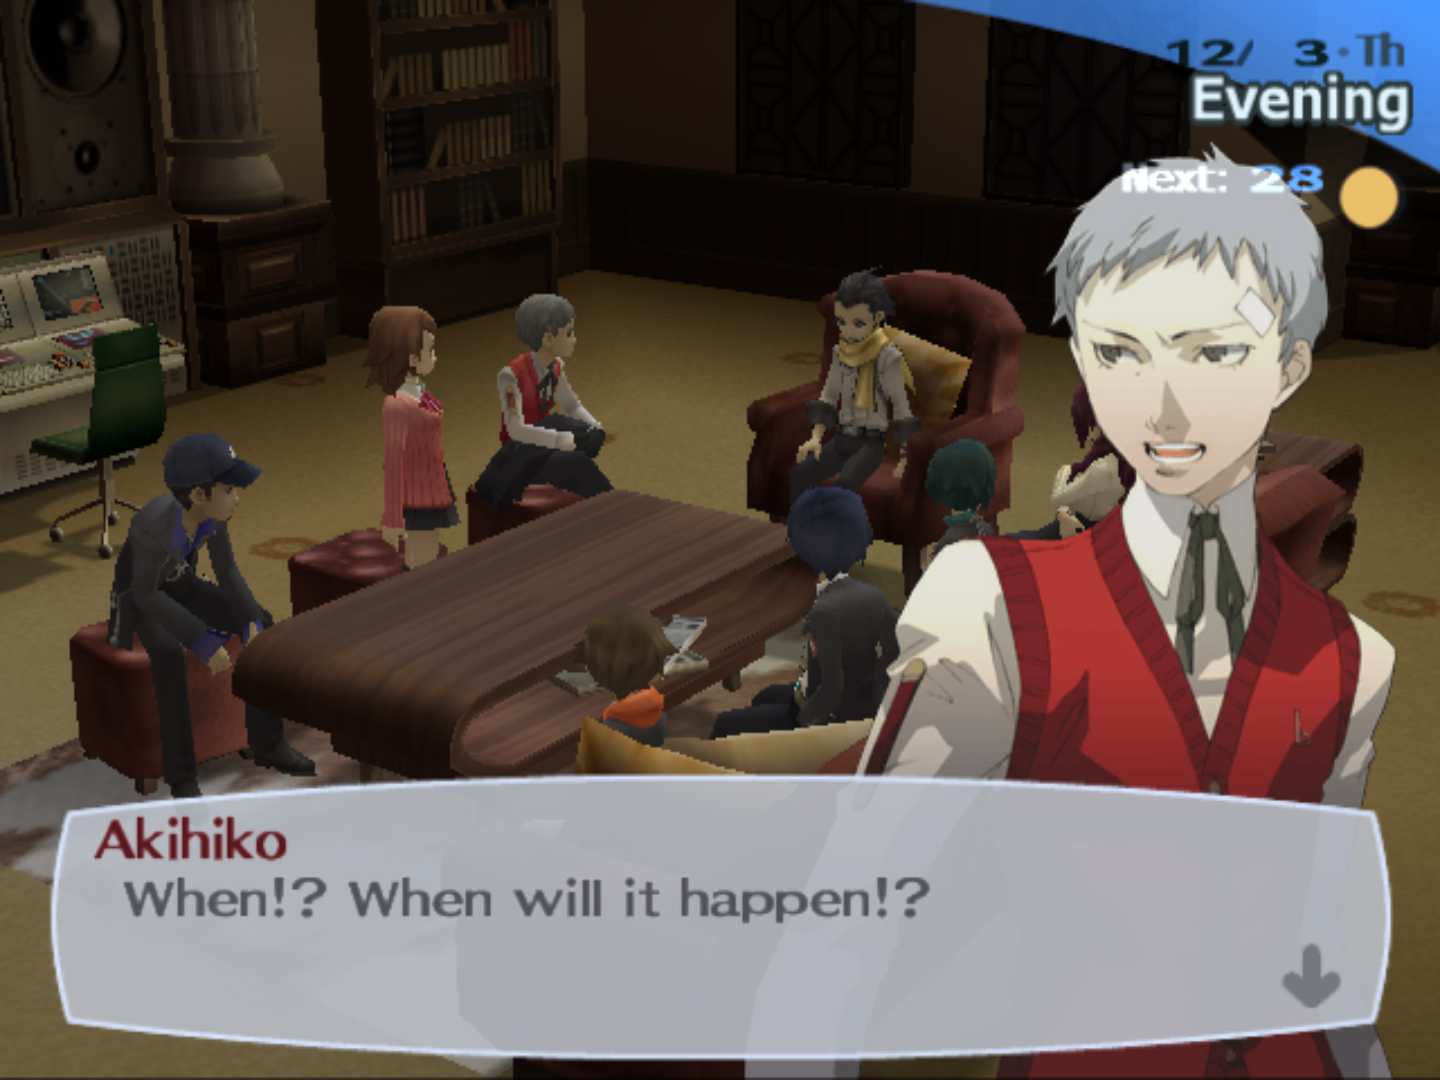 12/ 3・Th
Evening
Next: 28
Akihiko
When!? When will it happen!?